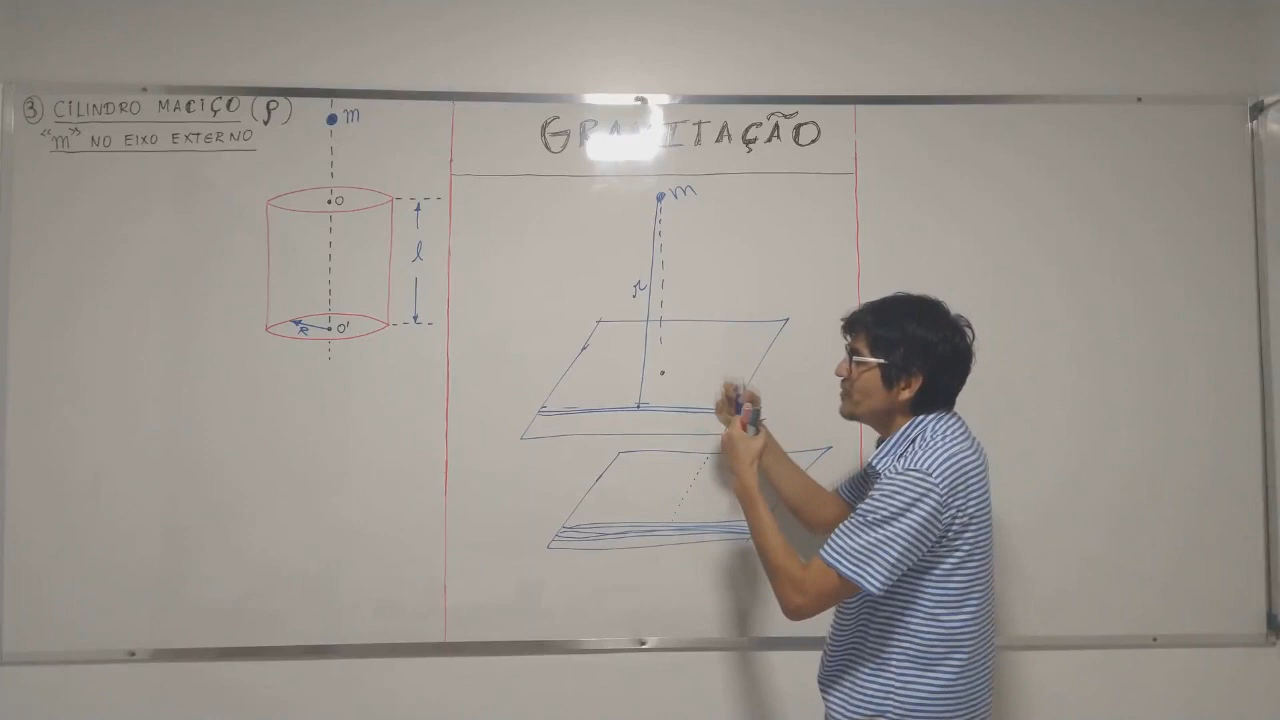 3 CILINDRO MACIÇO (ρ)
"m" NO EIXO EXTERNO
m
O
l
R
O'
GRAVITAÇÃO
m
r